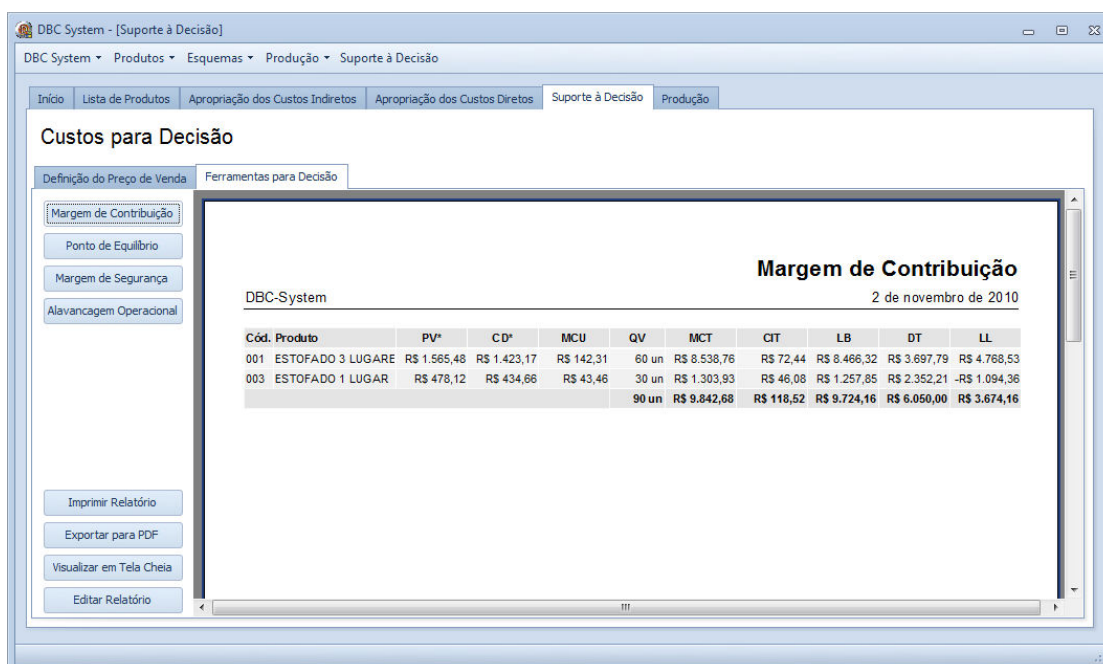 DBC System - [Suporte à Decisão]
DBC System Produtos Esquemas Produção Suporte à Decisão
Início Lista de Produtos Apropriação dos Custos Indiretos Apropriação dos Custos Diretos Suporte à Decisão Produção
Custos para Decisão
Definição do Preço de Venda Ferramentas para Decisão
Margem de Contribuição
Ponto de Equilíbrio
Margem de Segurança
Alavancagem Operacional
Margem de Contribuição
DBC-System 2 de novembro de 2010
Cód. Produto PV* CD* MCU QV MCT CIT LB DT LL
001 ESTOFADO 3 LUGARE R$ 1.565,48 R$ 1.423,17 R$ 142,31 60 un R$ 8.538,76 R$ 72,44 R$ 8.466,32 R$ 3.697,79 R$ 4.768,53
003 ESTOFADO 1 LUGAR R$ 478,12 R$ 434,66 R$ 43,46 30 un R$ 1.303,93 R$ 46,08 R$ 1.257,85 R$ 2.352,21 -R$ 1.094,36
90 un R$ 9.842,68 R$ 118,52 R$ 9.724,16 R$ 6.050,00 R$ 3.674,16
Imprimir Relatório
Exportar para PDF
Visualizar em Tela Cheia
Editar Relatório